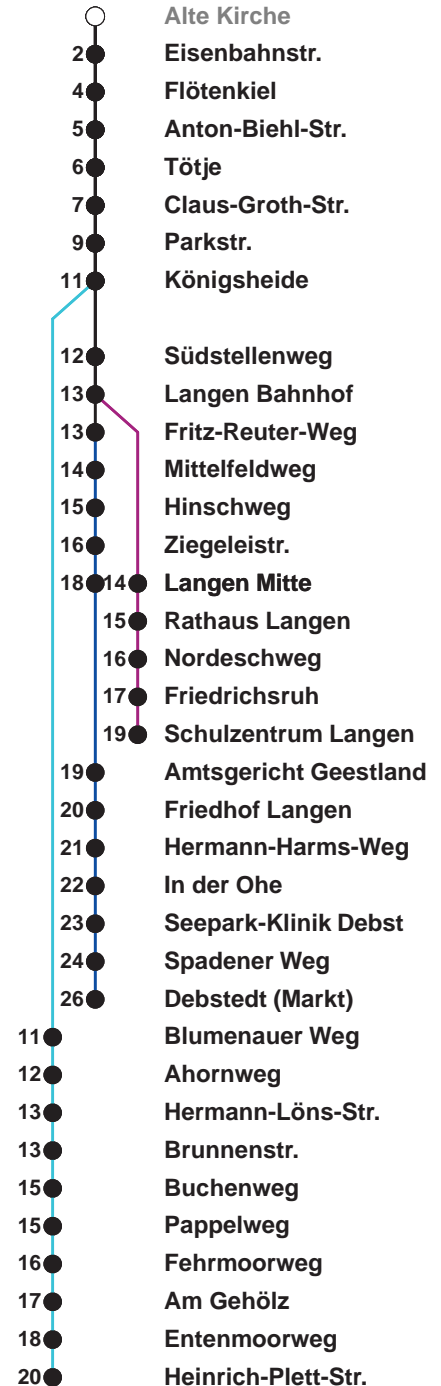 Alte Kirche
2 Eisenbahnstr.
4 Flötenkiel
5 Anton-Biehl-Str.
6 Tötje
7 Claus-Groth-Str.
9 Parkstr.
11 Königsheide
12 Südstellenweg
13 Langen Bahnhof
13 Fritz-Reuter-Weg
14 Mittelfeldweg
15 Hinschweg
16 Ziegeleistr.
18 14 Langen Mitte
15 Rathaus Langen
16 Nordeschweg
17 Friedrichsruh
19 Schulzentrum Langen
19 Amtsgericht Geestland
20 Friedhof Langen
21 Hermann-Harms-Weg
22 In der Ohe
23 Seepark-Klinik Debst
24 Spadener Weg
26 Debstedt (Markt)
11 Blumenauer Weg
12 Ahornweg
13 Hermann-Löns-Str.
13 Brunnenstr.
15 Buchenweg
15 Pappelweg
16 Fehrmoorweg
17 Am Gehölz
18 Entenmoorweg
20 Heinrich-Plett-Str.